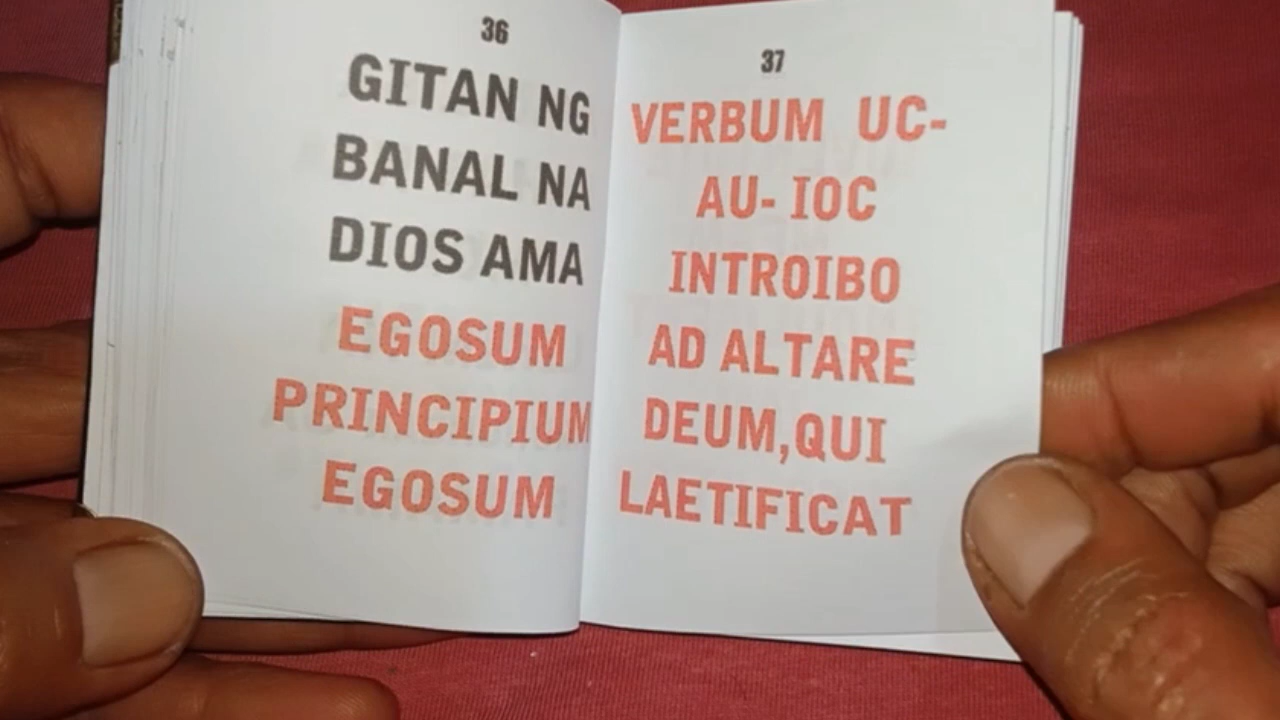 36
GITAN NG
BANAL NA
DIOS AMA
EGOSUM
PRINCIPIUM
EGOSUM
37
VERBUM UC-
AU- IOC
INTROIBO
AD ALTARE
DEUM,QUI
LAETIFICAT